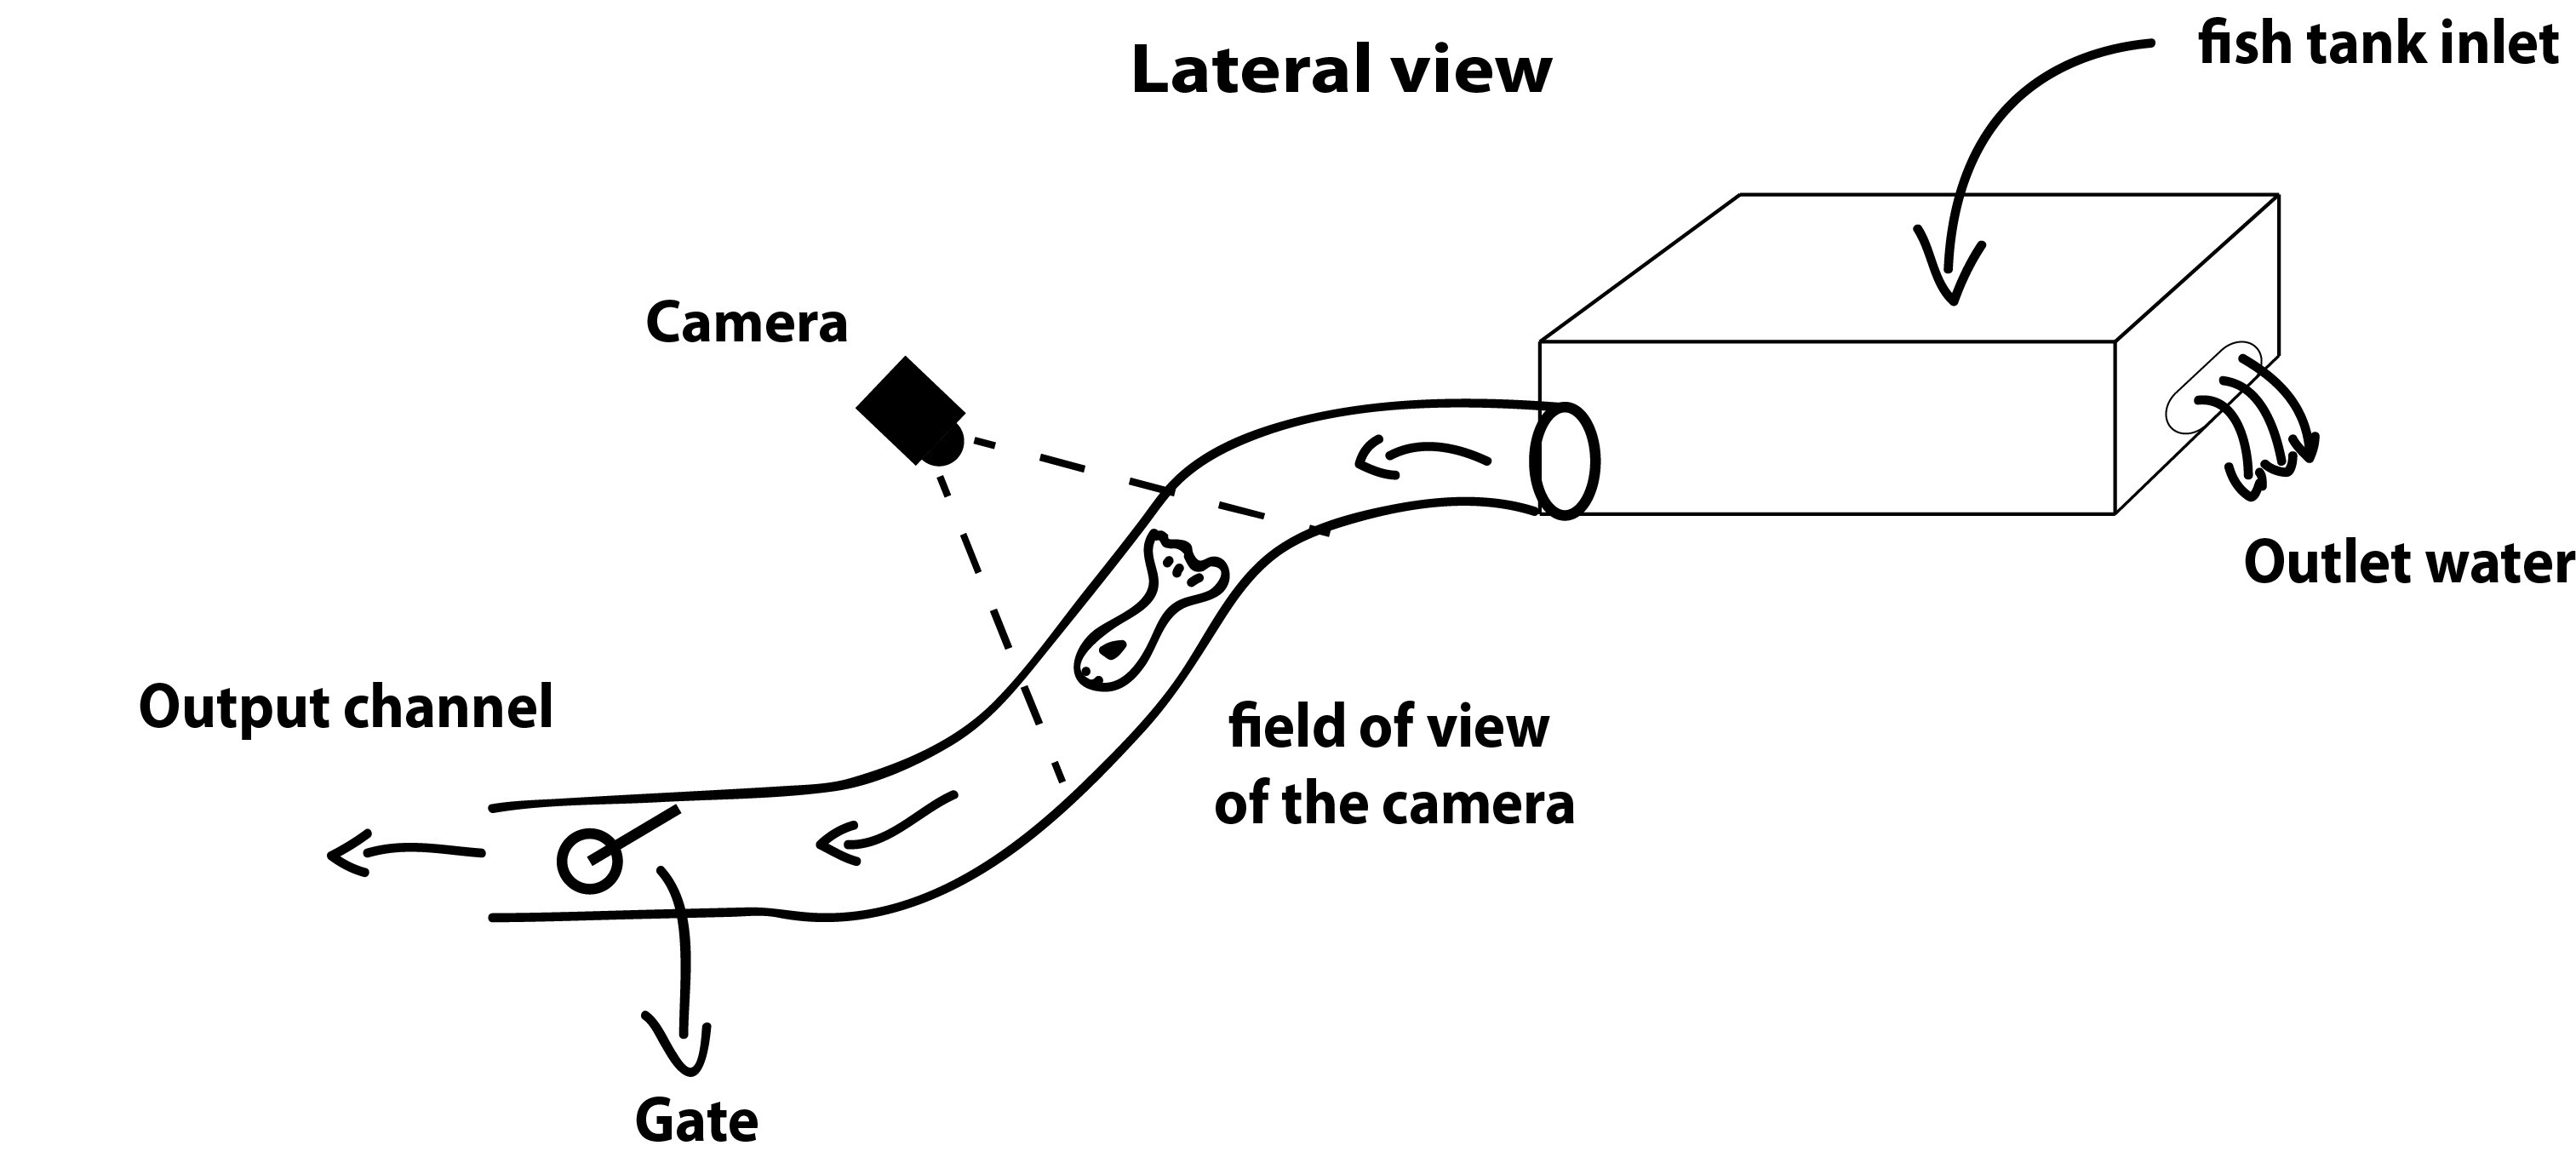 Lateral view
fish tank inlet
Camera
Outlet water
Output channel
field of view
of the camera
Gate